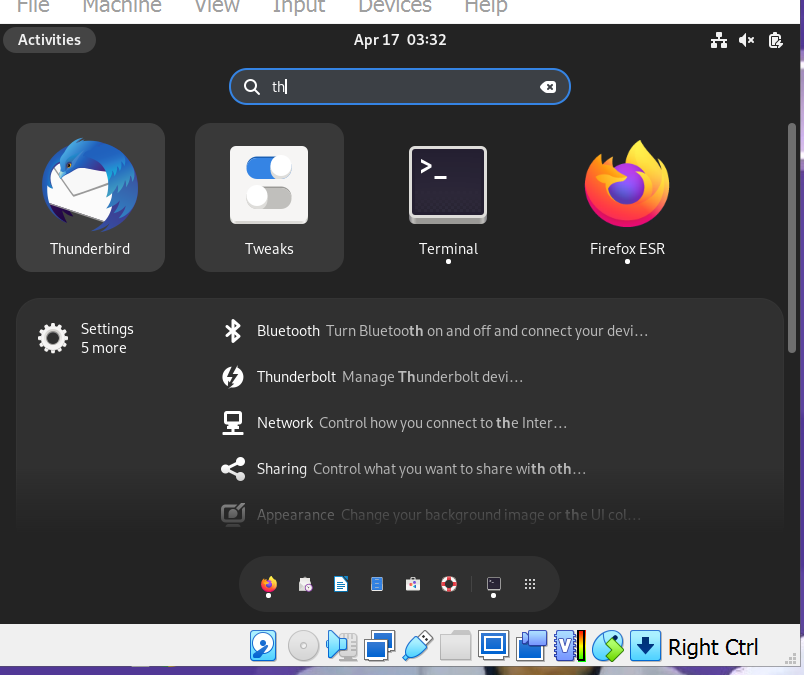 File Machine View Input Devices Help
Activities Apr 17 03:32
th
Thunderbird Tweaks Terminal Firefox ESR
Settings
5 more
Bluetooth Turn Bluetooth on and off and connect your devi…
Thunderbolt Manage Thunderbolt devi…
Network Control how you connect to the Inter…
Sharing Control what you want to share with oth…
Appearance Change your background image or the UI col…
Right Ctrl